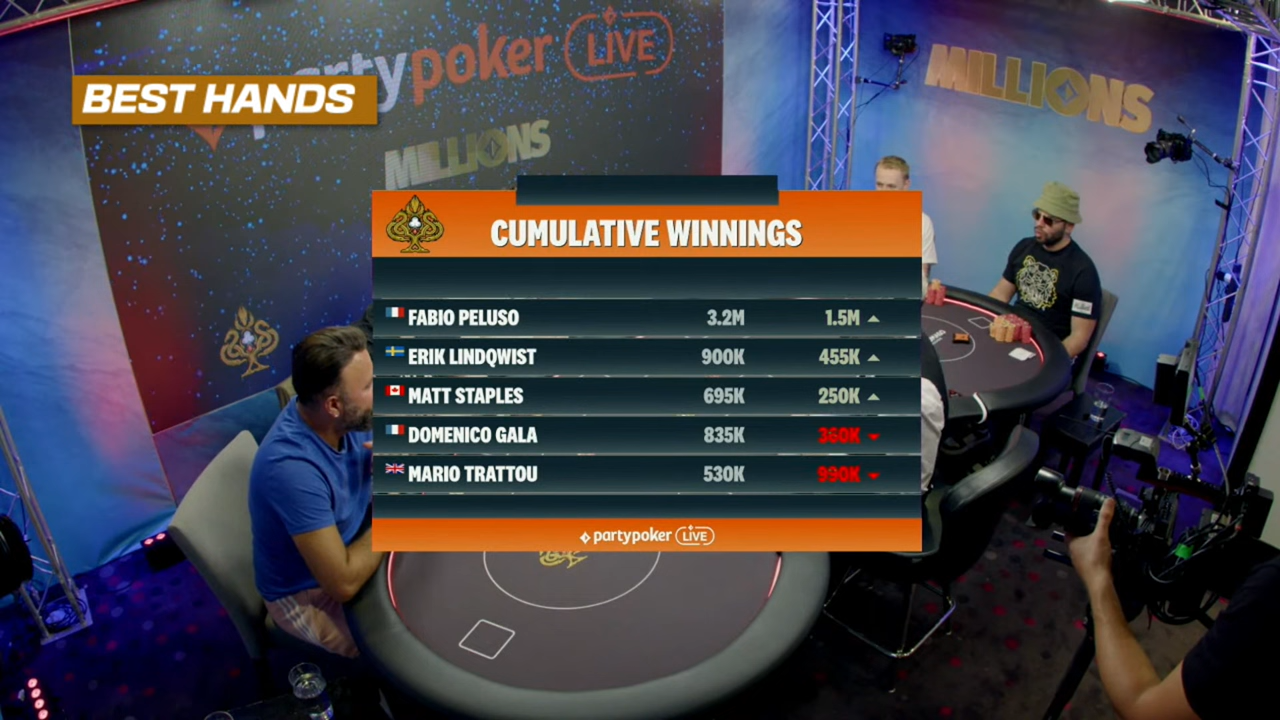 partypoker LIVE
MILLIONS
MILLIONS
BEST HANDS
CUMULATIVE WINNINGS
FABIO PELUSO 3.2M 1.5M
ERIK LINDQWIST 900K 455K
MATT STAPLES 695K 250K
DOMENICO GALA 835K 360K
MARIO TRATTOU 530K 990K
partypoker LIVE